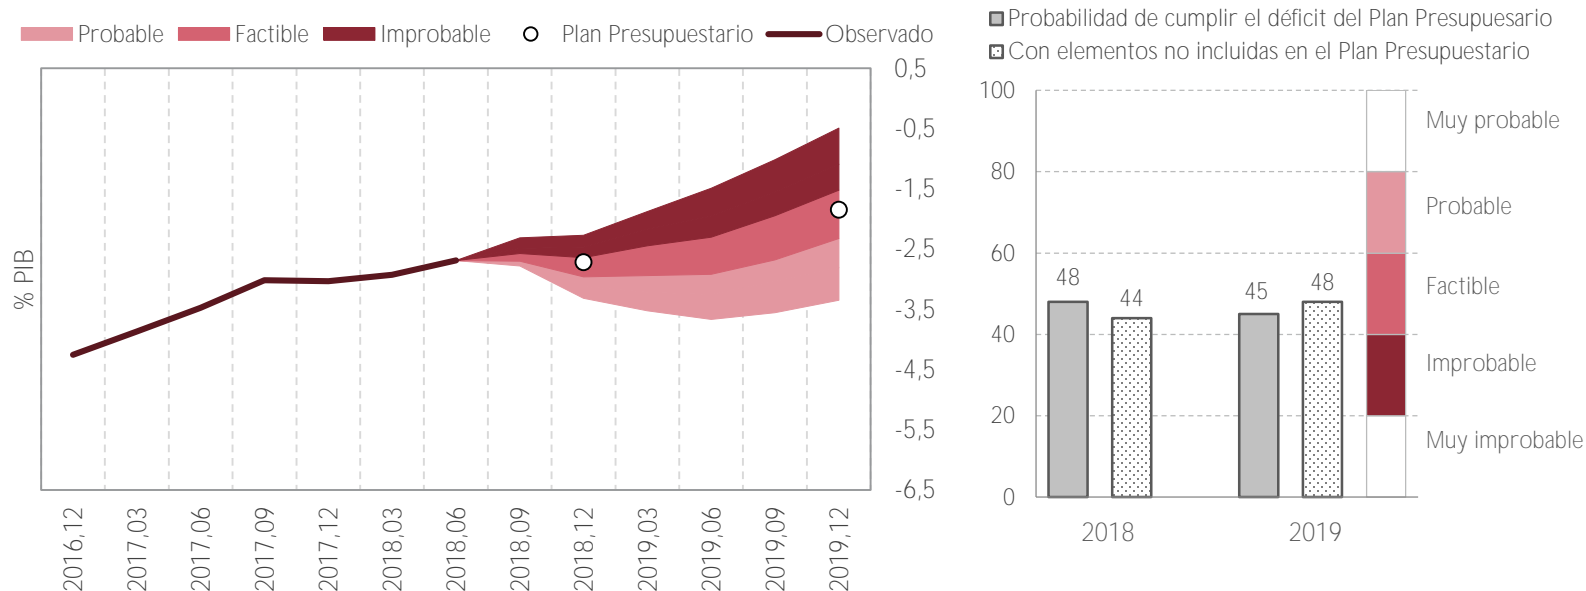 Probable Factible Improbable Plan Presupuestario Observado
0,5
-0,5
-1,5
-2,5
-3,5
-4,5
-5,5
-6,5
% PIB
2016,12 2017,03 2017,06 2017,09 2017,12 2018,03 2018,06 2018,09 2018,12 2019,03 2019,06 2019,09 2019,12
Probabilidad de cumplir el déficit del Plan Presupuesario
Con elementos no incluidas en el Plan Presupuestario
100
80
60
40
20
0
48 44 45 48
2018 2019
Muy probable
Probable
Factible
Improbable
Muy improbable